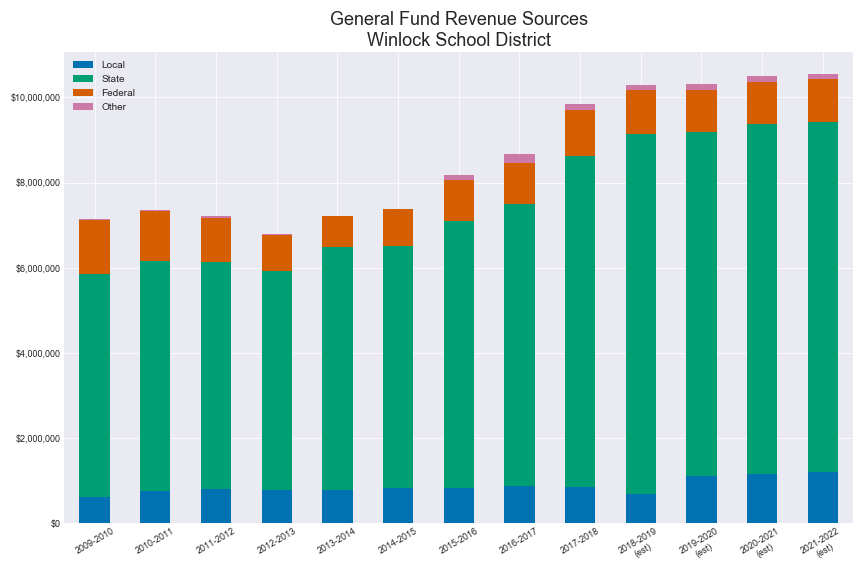 General Fund Revenue Sources
Winlock School District
Local
State
Federal
Other
$10,000,000
$8,000,000
$6,000,000
$4,000,000
$2,000,000
$0
2009-2010
2010-2011
2011-2012
2012-2013
2013-2014
2014-2015
2015-2016
2016-2017
2017-2018
2018-2019
(est)
2019-2020
(est)
2020-2021
(est)
2021-2022
(est)